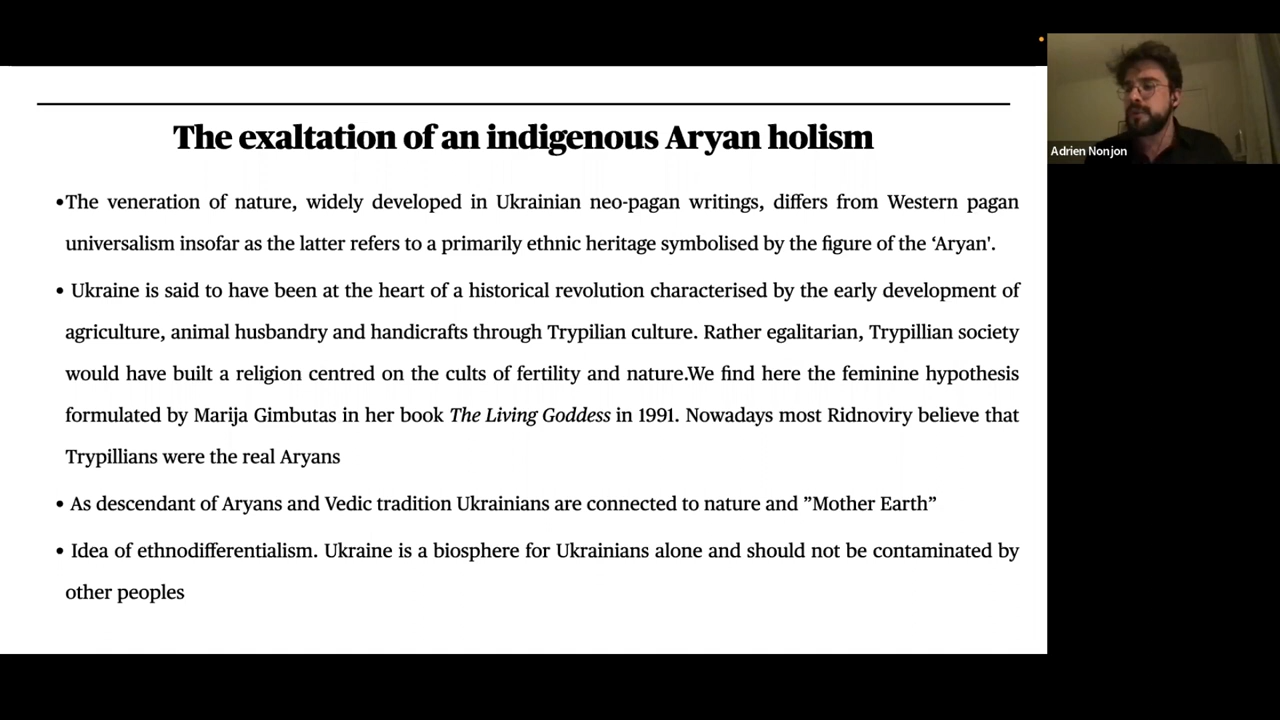 The exaltation of an indigenous Aryan holism
•The veneration of nature, widely developed in Ukrainian neo-pagan writings, differs from Western pagan
universalism insofar as the latter refers to a primarily ethnic heritage symbolised by the figure of the ‘Aryan'.
• Ukraine is said to have been at the heart of a historical revolution characterised by the early development of
agriculture, animal husbandry and handicrafts through Trypilian culture. Rather egalitarian, Trypillian society
would have built a religion centred on the cults of fertility and nature.We find here the feminine hypothesis
formulated by Marija Gimbutas in her book The Living Goddess in 1991. Nowadays most Ridnoviry believe that
Trypillians were the real Aryans
• As descendant of Aryans and Vedic tradition Ukrainians are connected to nature and ”Mother Earth”
• Idea of ethnodifferentialism. Ukraine is a biosphere for Ukrainians alone and should not be contaminated by
other peoples
Adrien Nonjon